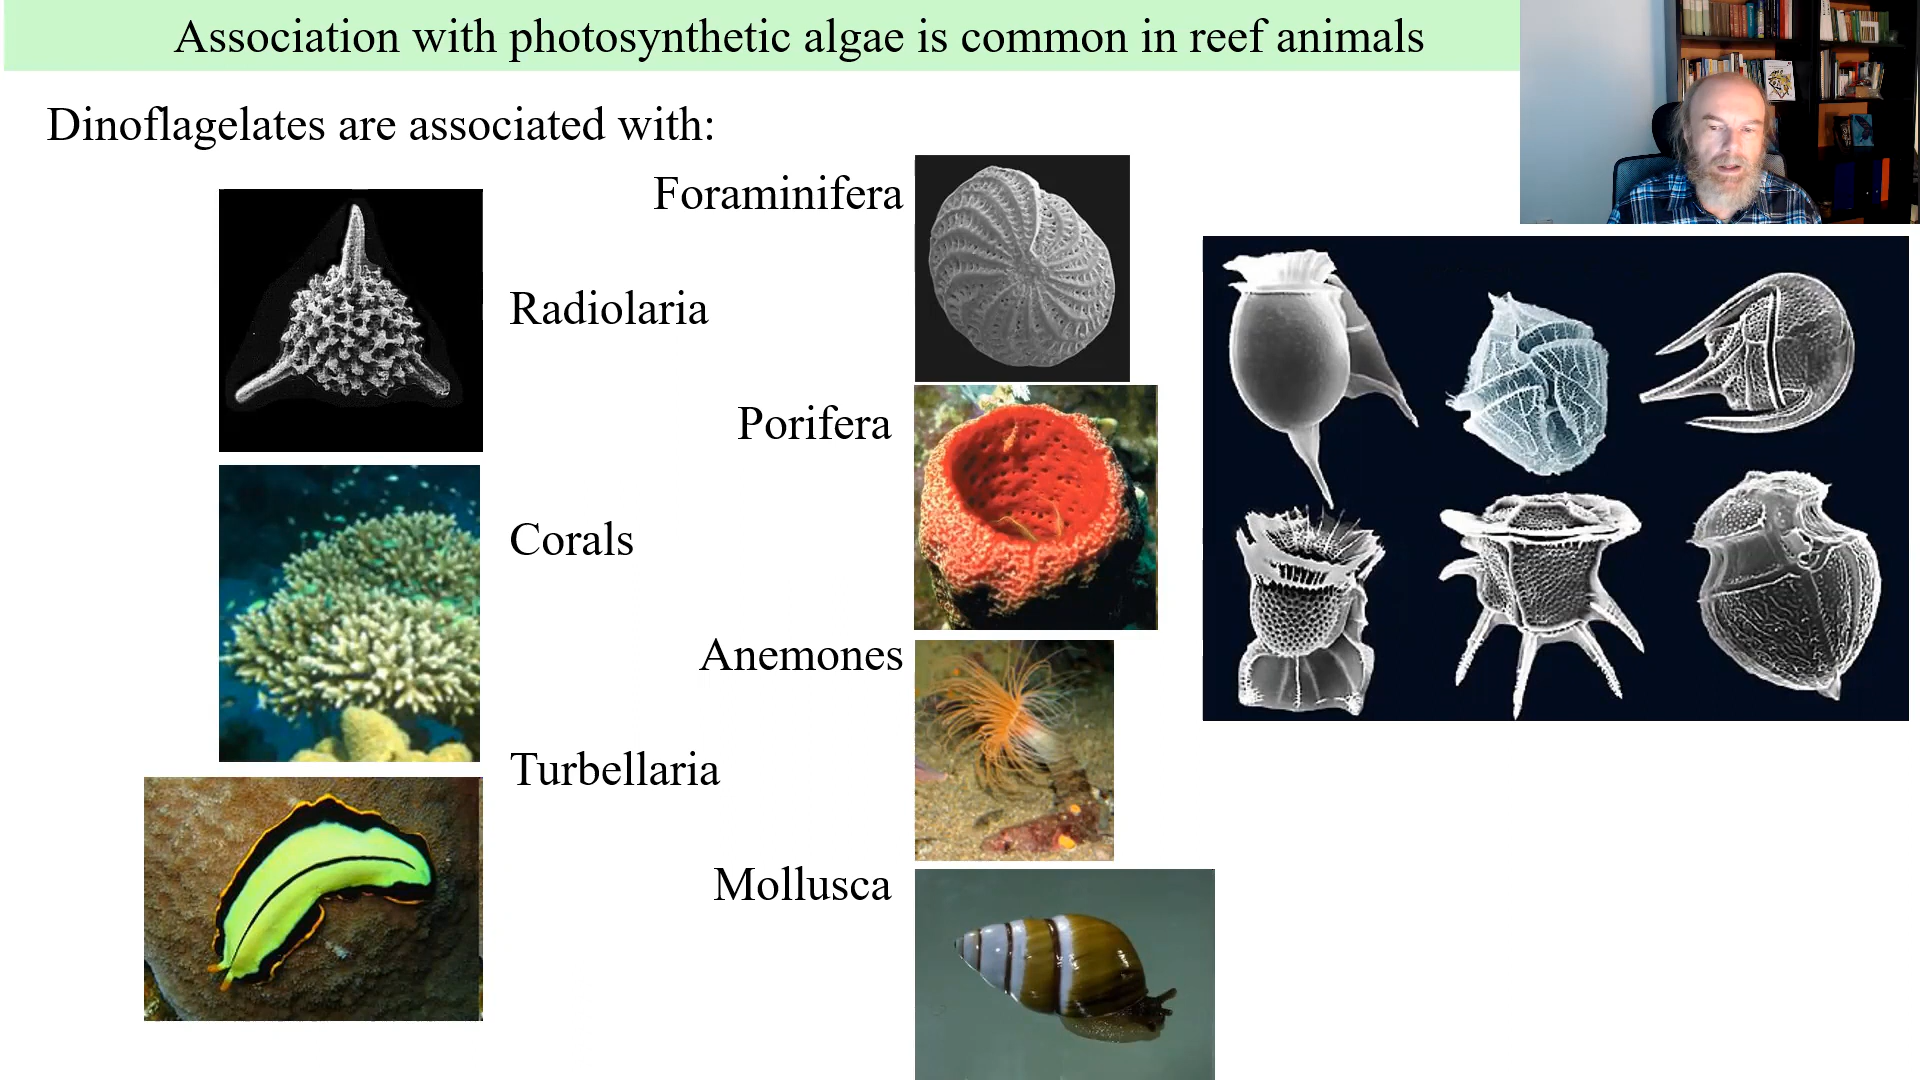 Association with photosynthetic algae is common in reef animals
Dinoflagelates are associated with:
Foraminifera
Radiolaria
Porifera
Corals
Anemones
Turbellaria
Mollusca